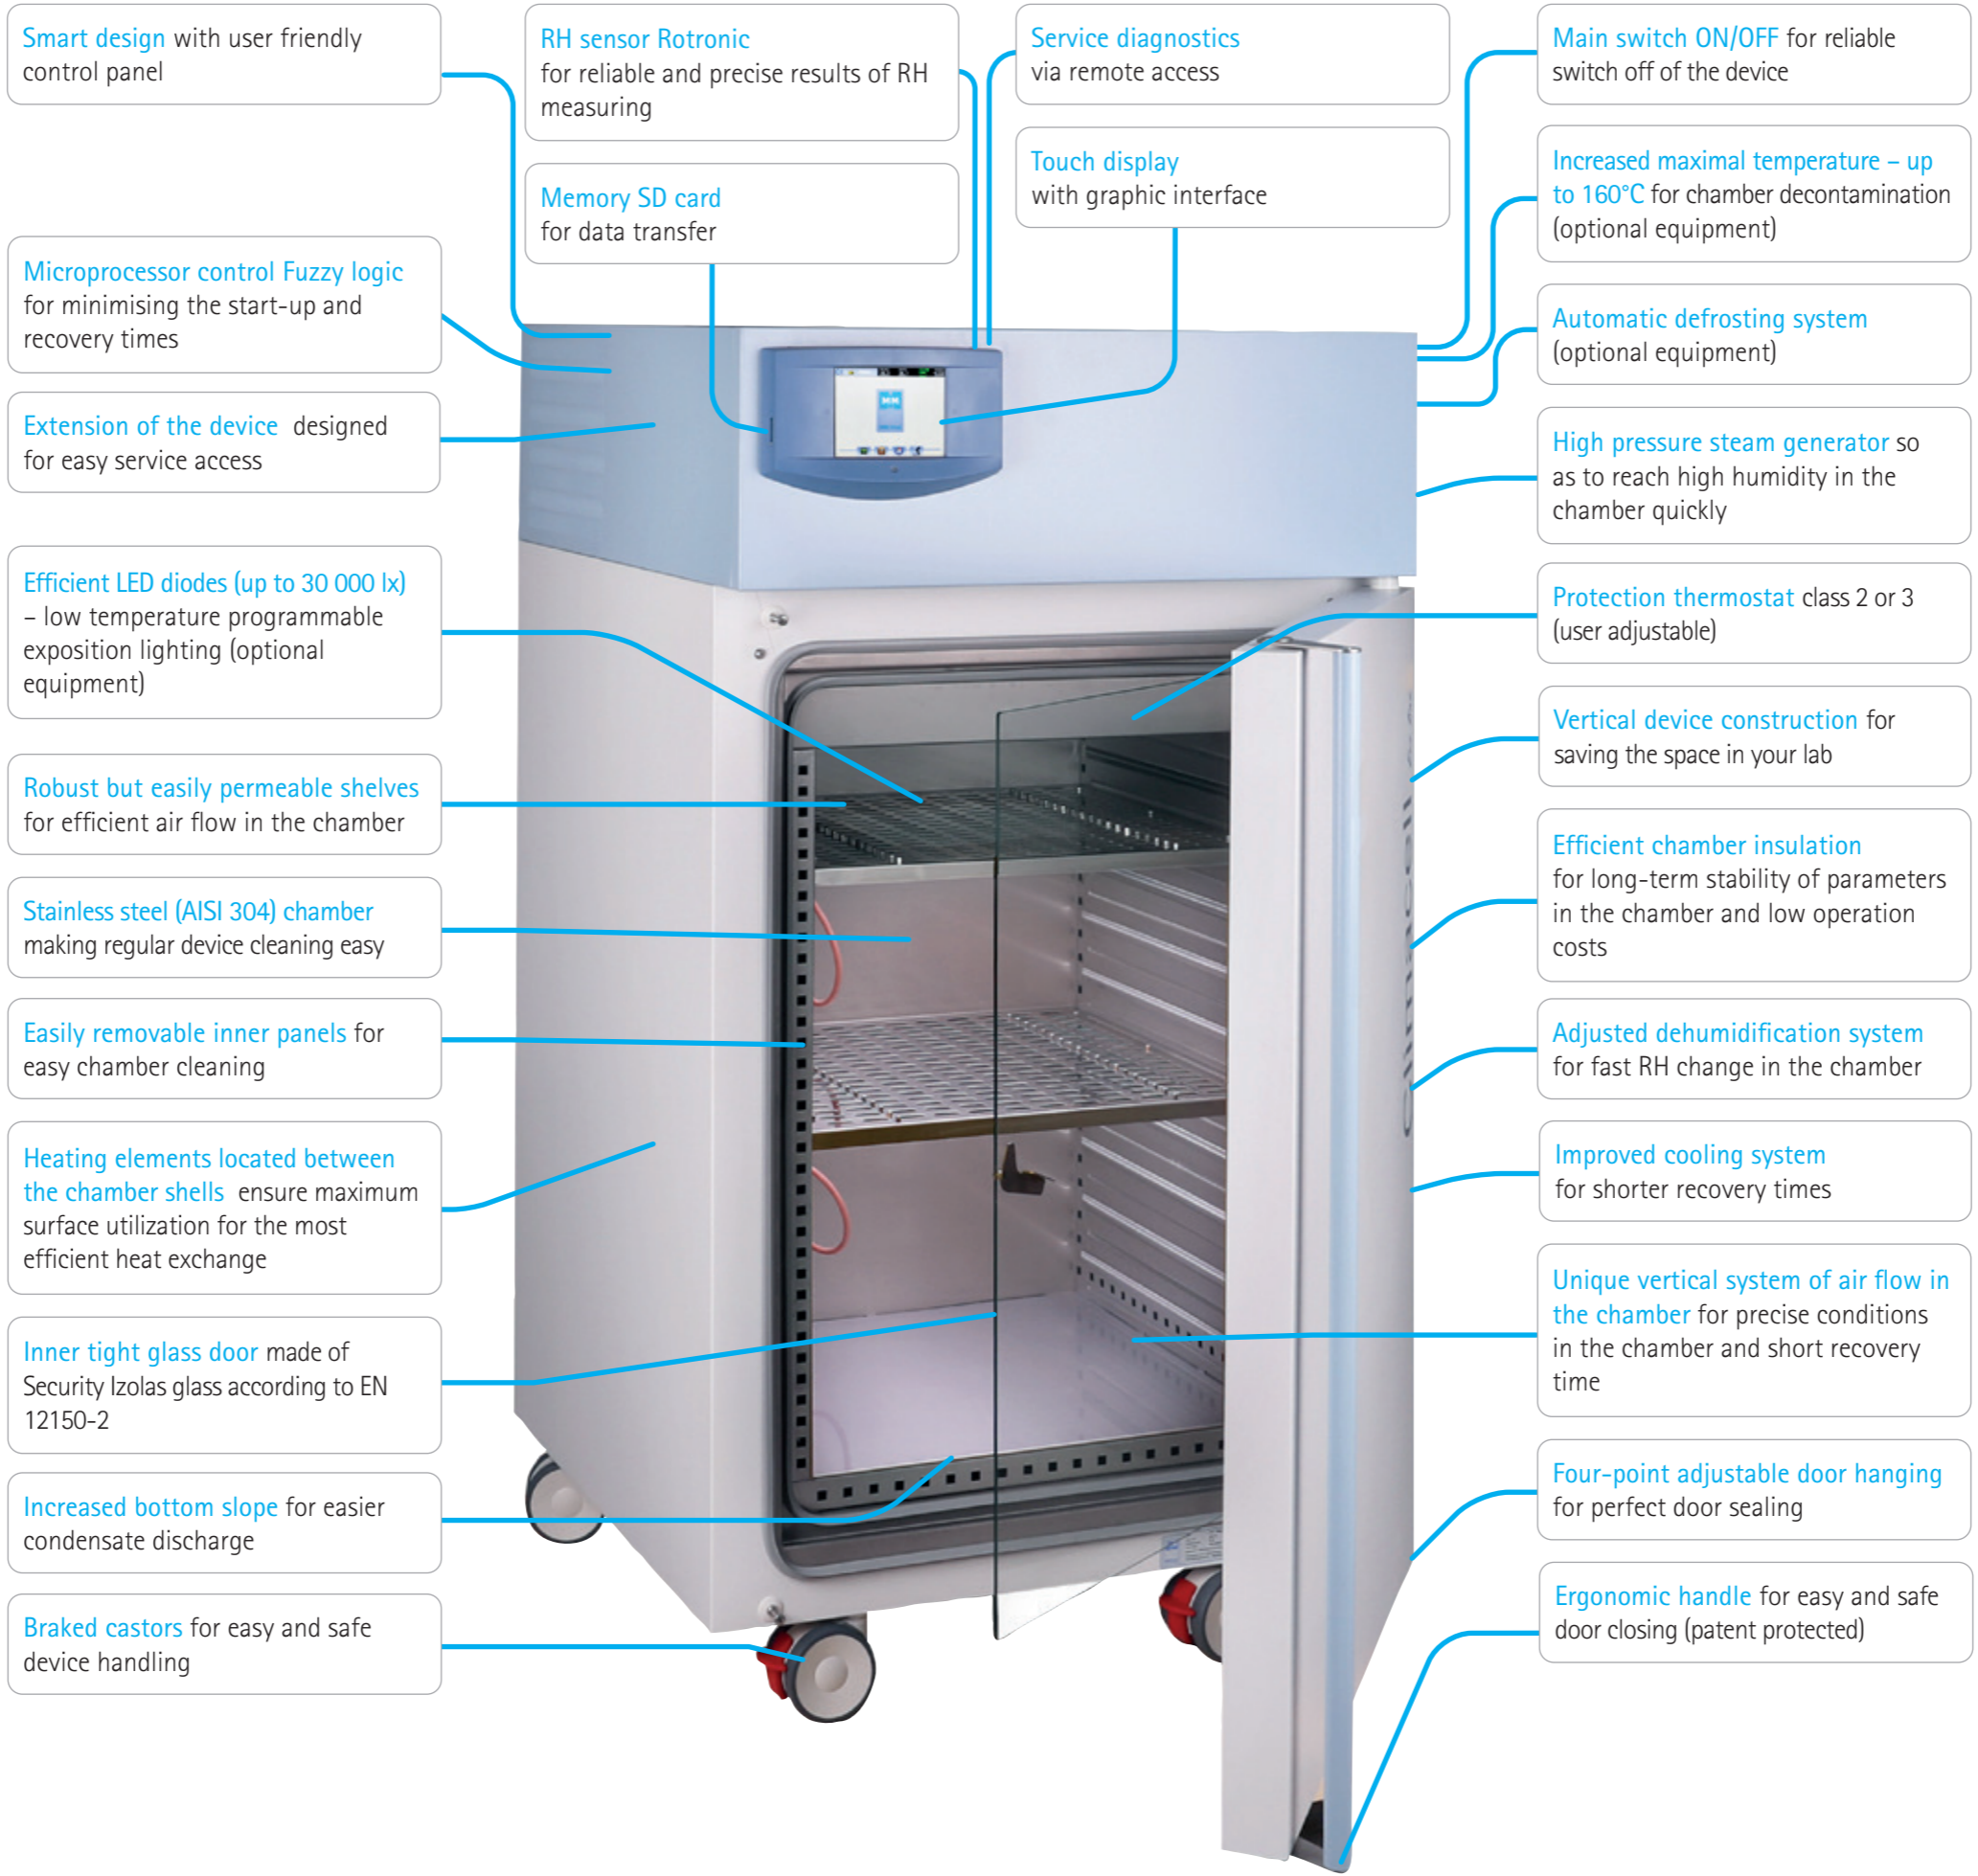 Smart design with user friendly
control panel
RH sensor Rotronic
for reliable and precise results of RH
measuring
Service diagnostics
via remote access
Main switch ON/OFF for reliable
switch off of the device
Memory SD card
for data transfer
Touch display
with graphic interface
Increased maximal temperature – up
to 160°C for chamber decontamination
(optional equipment)
Microprocessor control Fuzzy logic
for minimising the start-up and
recovery times
Automatic defrosting system
(optional equipment)
Extension of the device designed
for easy service access
High pressure steam generator so
as to reach high humidity in the
chamber quickly
Efficient LED diodes (up to 30 000 lx)
– low temperature programmable
exposition lighting (optional
equipment)
Protection thermostat class 2 or 3
(user adjustable)
Vertical device construction for
saving the space in your lab
Robust but easily permeable shelves
for efficient air flow in the chamber
Efficient chamber insulation
for long-term stability of parameters
in the chamber and low operation
costs
Stainless steel (AISI 304) chamber
making regular device cleaning easy
Easily removable inner panels for
easy chamber cleaning
Adjusted dehumidification system
for fast RH change in the chamber
Heating elements located between
the chamber shells ensure maximum
surface utilization for the most
efficient heat exchange
Improved cooling system
for shorter recovery times
Unique vertical system of air flow in
the chamber for precise conditions
in the chamber and short recovery
time
Inner tight glass door made of
Security Izolas glass according to EN
12150-2
Four-point adjustable door hanging
for perfect door sealing
Increased bottom slope for easier
condensate discharge
Ergonomic handle for easy and safe
door closing (patent protected)
Braked castors for easy and safe
device handling
MM